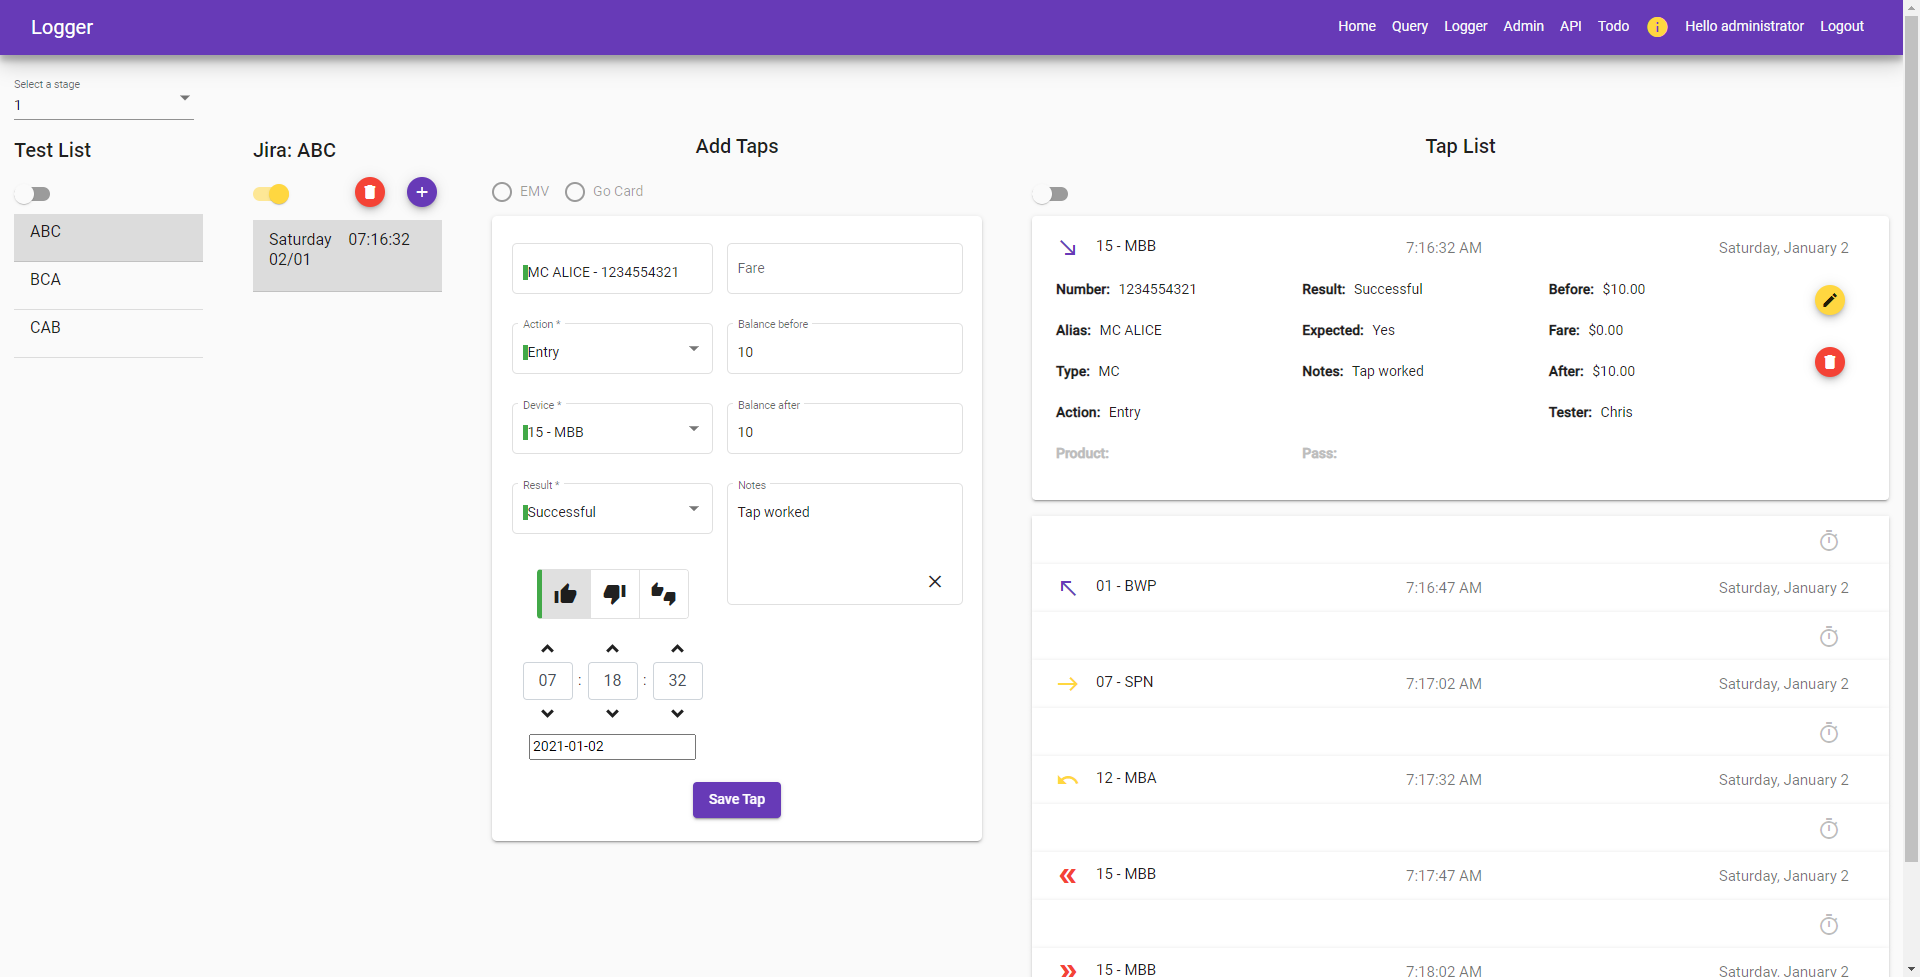 Logger
Home Query Logger Admin API Todo i Hello administrator Logout
Select a stage
1
Test List
ABC
BCA
CAB
Jira: ABC
Saturday 07:16:32
02/01
Add Taps
EMV Go Card
MC ALICE - 1234554321
Fare
Action *
Entry
Balance before
10
Device *
15 - MBB
Balance after
10
Result *
Successful
Notes
Tap worked
07 : 18 : 32
2021-01-02
Save Tap
Tap List
15 - MBB 7:16:32 AM Saturday, January 2
Number: 1234554321 Result: Successful Before: $10.00
Alias: MC ALICE Expected: Yes Fare: $0.00
Type: MC Notes: Tap worked After: $10.00
Action: Entry Tester: Chris
Product: Pass:
01 - BWP 7:16:47 AM Saturday, January 2
07 - SPN 7:17:02 AM Saturday, January 2
12 - MBA 7:17:32 AM Saturday, January 2
15 - MBB 7:17:47 AM Saturday, January 2
15 - MBB 7:18:02 AM Saturday, January 2